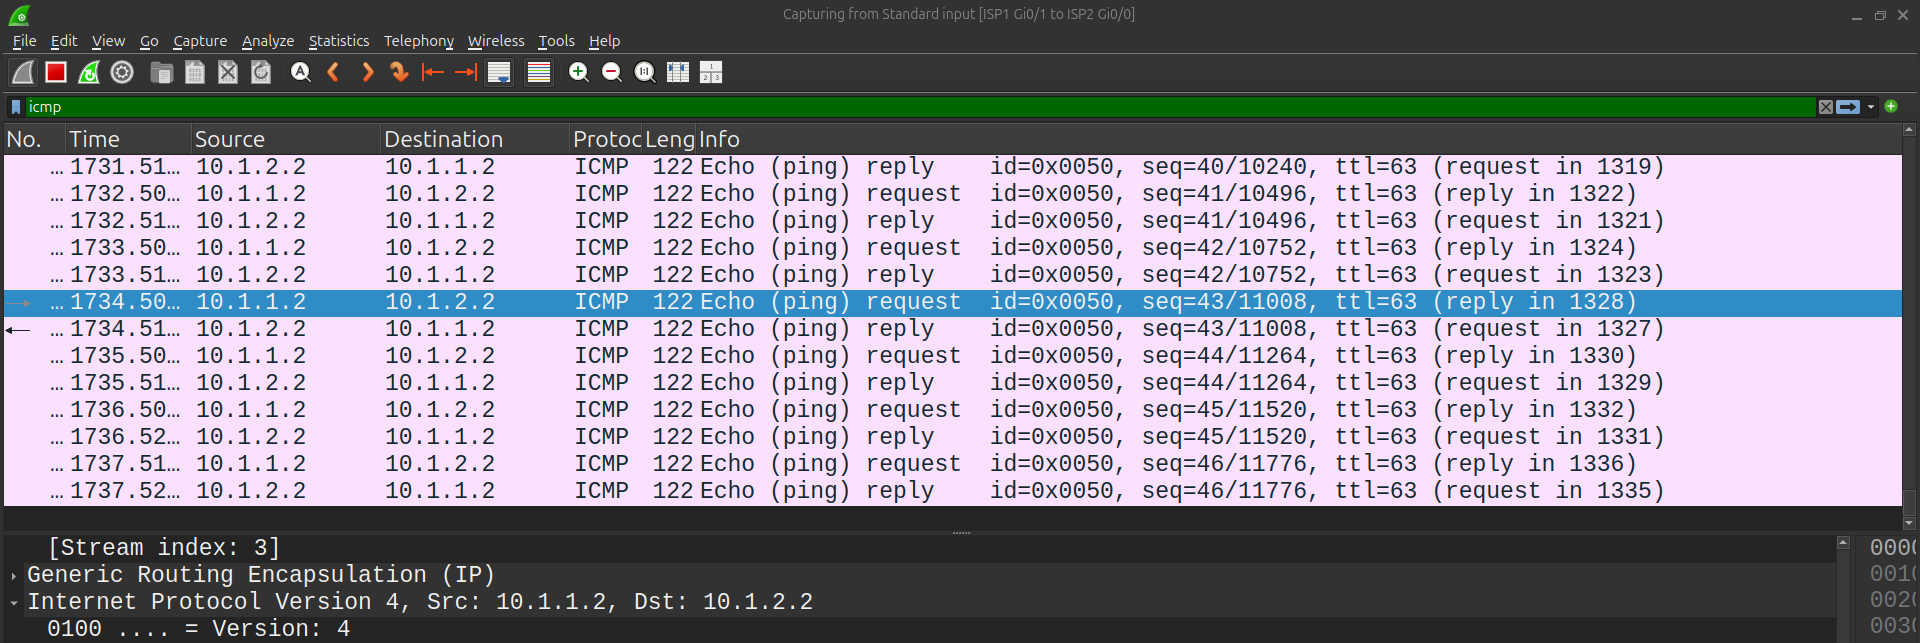 Capturing from Standard input [ISP1 Gi0/1 to ISP2 Gi0/0]
File Edit View Go Capture Analyze Statistics Telephony Wireless Tools Help
icmp
No. Time Source Destination Protoc Leng Info
... 1731.51... 10.1.2.2 10.1.1.2 ICMP 122 Echo (ping) reply id=0x0050, seq=40/10240, ttl=63 (request in 1319)
... 1732.50... 10.1.1.2 10.1.2.2 ICMP 122 Echo (ping) request id=0x0050, seq=41/10496, ttl=63 (reply in 1322)
... 1732.51... 10.1.2.2 10.1.1.2 ICMP 122 Echo (ping) reply id=0x0050, seq=41/10496, ttl=63 (request in 1321)
... 1733.50... 10.1.1.2 10.1.2.2 ICMP 122 Echo (ping) request id=0x0050, seq=42/10752, ttl=63 (reply in 1324)
... 1733.51... 10.1.2.2 10.1.1.2 ICMP 122 Echo (ping) reply id=0x0050, seq=42/10752, ttl=63 (request in 1323)
... 1734.50... 10.1.1.2 10.1.2.2 ICMP 122 Echo (ping) request id=0x0050, seq=43/11008, ttl=63 (reply in 1328)
... 1734.51... 10.1.2.2 10.1.1.2 ICMP 122 Echo (ping) reply id=0x0050, seq=43/11008, ttl=63 (request in 1327)
... 1735.50... 10.1.1.2 10.1.2.2 ICMP 122 Echo (ping) request id=0x0050, seq=44/11264, ttl=63 (reply in 1330)
... 1735.51... 10.1.2.2 10.1.1.2 ICMP 122 Echo (ping) reply id=0x0050, seq=44/11264, ttl=63 (request in 1329)
... 1736.50... 10.1.1.2 10.1.2.2 ICMP 122 Echo (ping) request id=0x0050, seq=45/11520, ttl=63 (reply in 1332)
... 1736.52... 10.1.2.2 10.1.1.2 ICMP 122 Echo (ping) reply id=0x0050, seq=45/11520, ttl=63 (request in 1331)
... 1737.51... 10.1.1.2 10.1.2.2 ICMP 122 Echo (ping) request id=0x0050, seq=46/11776, ttl=63 (reply in 1336)
... 1737.52... 10.1.2.2 10.1.1.2 ICMP 122 Echo (ping) reply id=0x0050, seq=46/11776, ttl=63 (request in 1335)
[Stream index: 3]
Generic Routing Encapsulation (IP)
Internet Protocol Version 4, Src: 10.1.1.2, Dst: 10.1.2.2
0100 .... = Version: 4
000
001
002
003